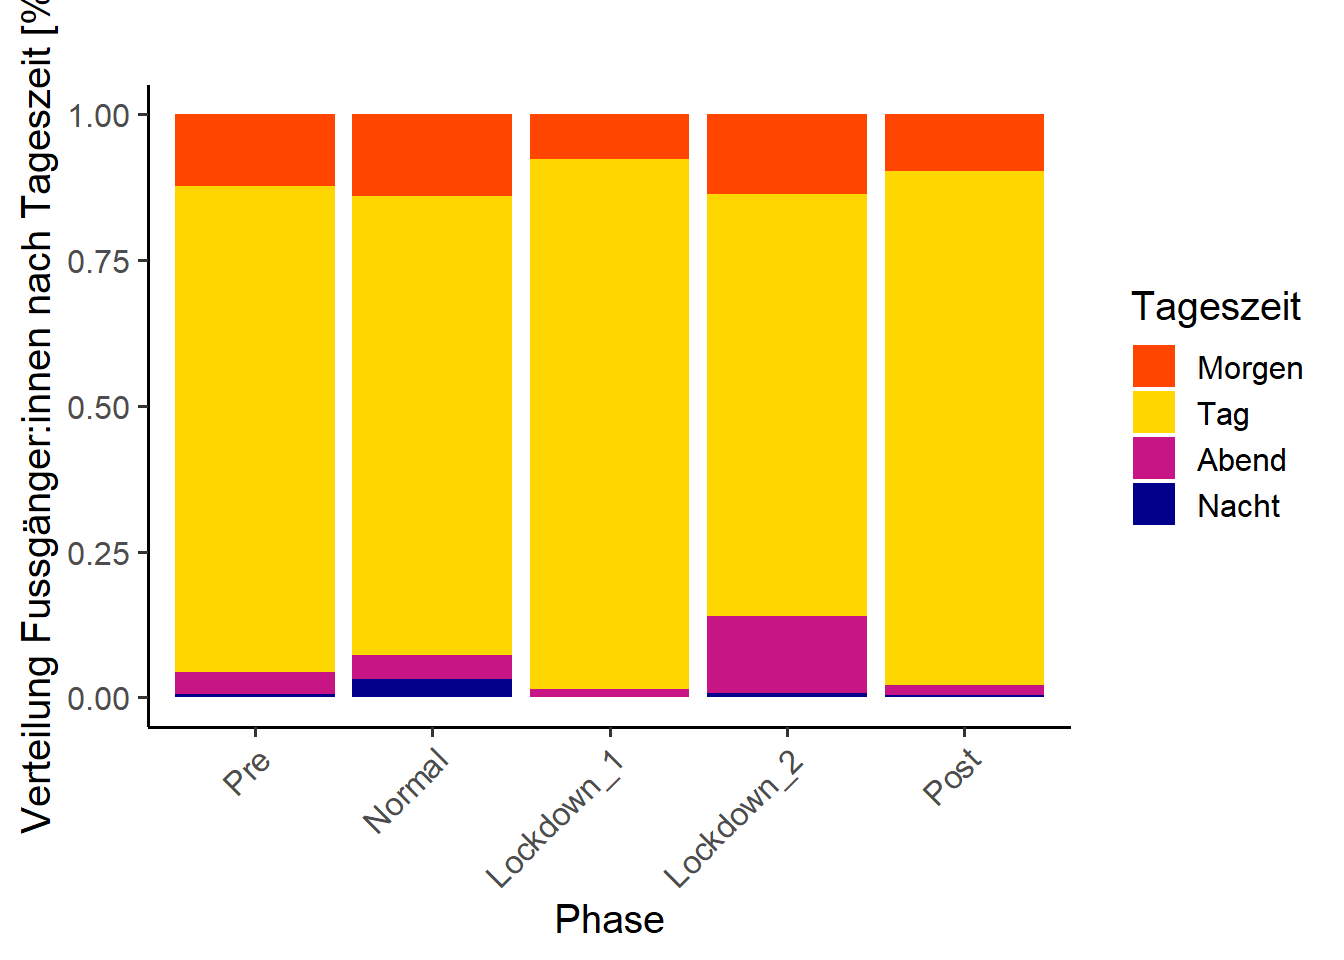 Verteilung Fussgänger:innen nach Tageszeit [%
1.00
0.75
0.50
0.25
0.00
Pre
Normal
Lockdown_1
Lockdown_2
Post
Phase
Tageszeit
Morgen
Tag
Abend
Nacht